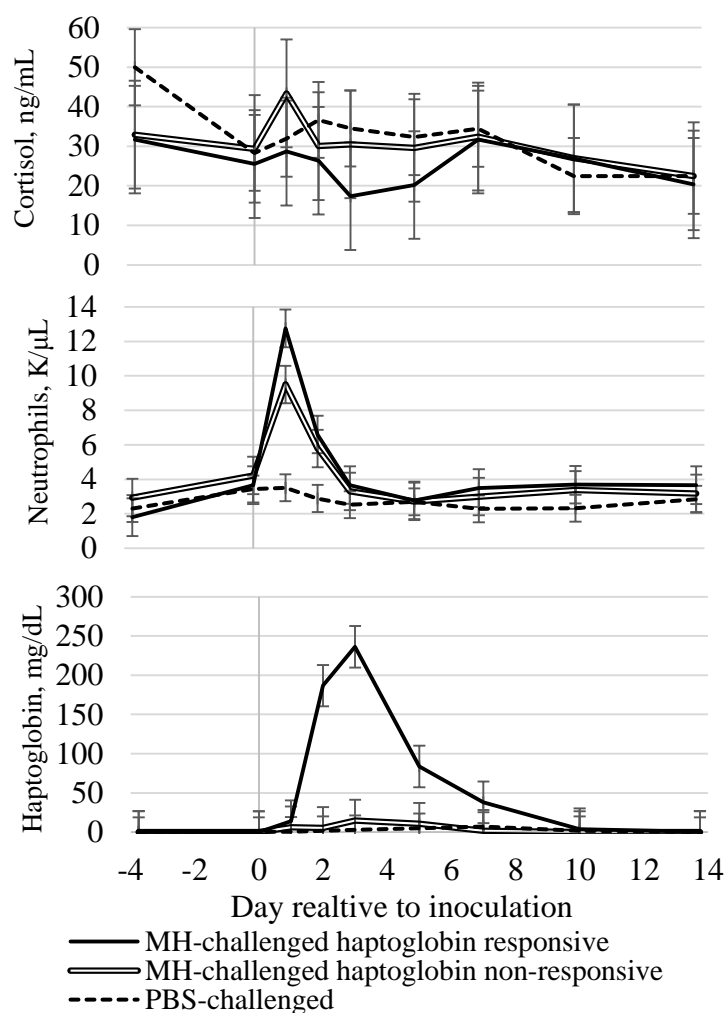 Cortisol, ng/mL
60
50
40
30
20
10
0
Neutrophils, K/µL
14
12
10
8
6
4
2
0
Haptoglobin, mg/dL
300
250
200
150
100
50
0
-4 -2 0 2 4 6 8 10 12 14
Day realtive to inoculation
MH-challenged haptoglobin responsive
MH-challenged haptoglobin non-responsive
PBS-challenged